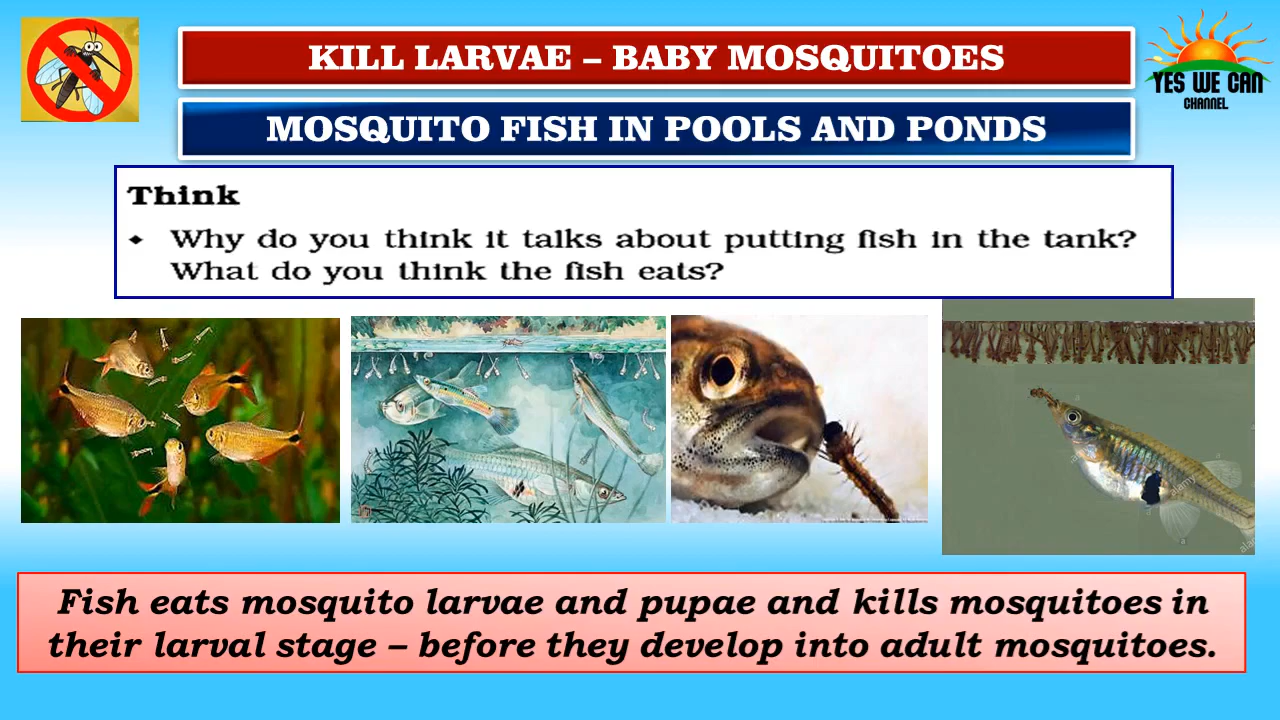 KILL LARVAE – BABY MOSQUITOES
YES WE CAN
CHANNEL
MOSQUITO FISH IN POOLS AND PONDS
Think
• Why do you think it talks about putting fish in the tank?
What do you think the fish eats?
Fish eats mosquito larvae and pupae and kills mosquitoes in
their larval stage – before they develop into adult mosquitoes.